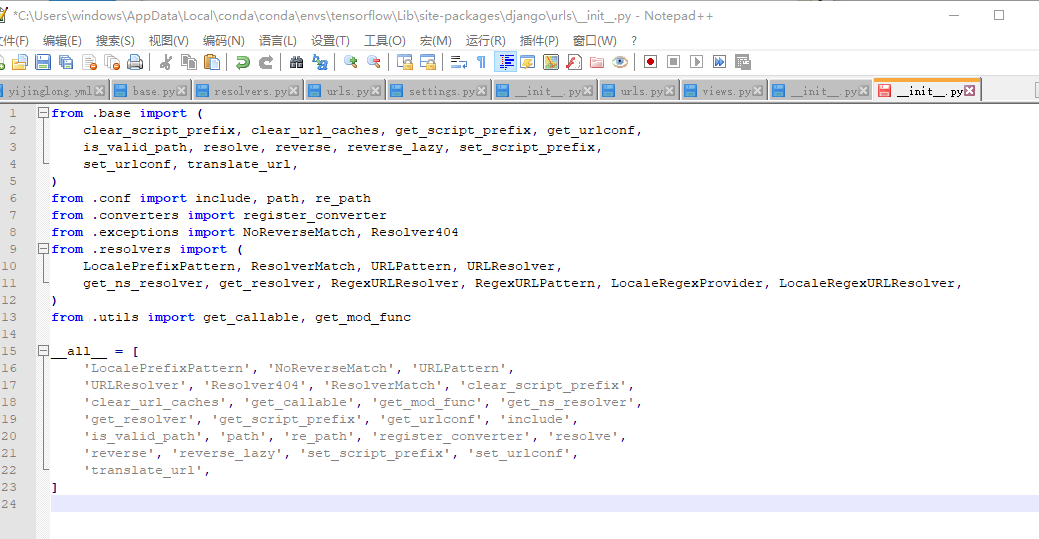 *C:\Users\windows\AppData\Local\conda\conda\envs\tensorflow\Lib\site-packages\django\urls\__init__.py - Notepad++
文件(F) 编辑(E) 搜索(S) 视图(V) 编码(N) 语言(L) 设置(T) 工具(O) 宏(M) 运行(R) 插件(P) 窗口(W) ?
yijinglong.yml base.py resolvers.py urls.py settings.py __init__.py urls.py views.py __init__.py __init__.py
1 from .base import (
2     clear_script_prefix, clear_url_caches, get_script_prefix, get_urlconf,
3     is_valid_path, resolve, reverse, reverse_lazy, set_script_prefix,
4     set_urlconf, translate_url,
5 )
6 from .conf import include, path, re_path
7 from .converters import register_converter
8 from .exceptions import NoReverseMatch, Resolver404
9 from .resolvers import (
10     LocalePrefixPattern, ResolverMatch, URLPattern, URLResolver,
11     get_ns_resolver, get_resolver, RegexURLResolver, RegexURLPattern, LocaleRegexProvider, LocaleRegexURLResolver,
12 )
13 from .utils import get_callable, get_mod_func
14
15 __all__ = [
16     'LocalePrefixPattern', 'NoReverseMatch', 'URLPattern',
17     'URLResolver', 'Resolver404', 'ResolverMatch', 'clear_script_prefix',
18     'clear_url_caches', 'get_callable', 'get_mod_func', 'get_ns_resolver',
19     'get_resolver', 'get_script_prefix', 'get_urlconf', 'include',
20     'is_valid_path', 'path', 're_path', 'register_converter', 'resolve',
21     'reverse', 'reverse_lazy', 'set_script_prefix', 'set_urlconf',
22     'translate_url',
23 ]
24